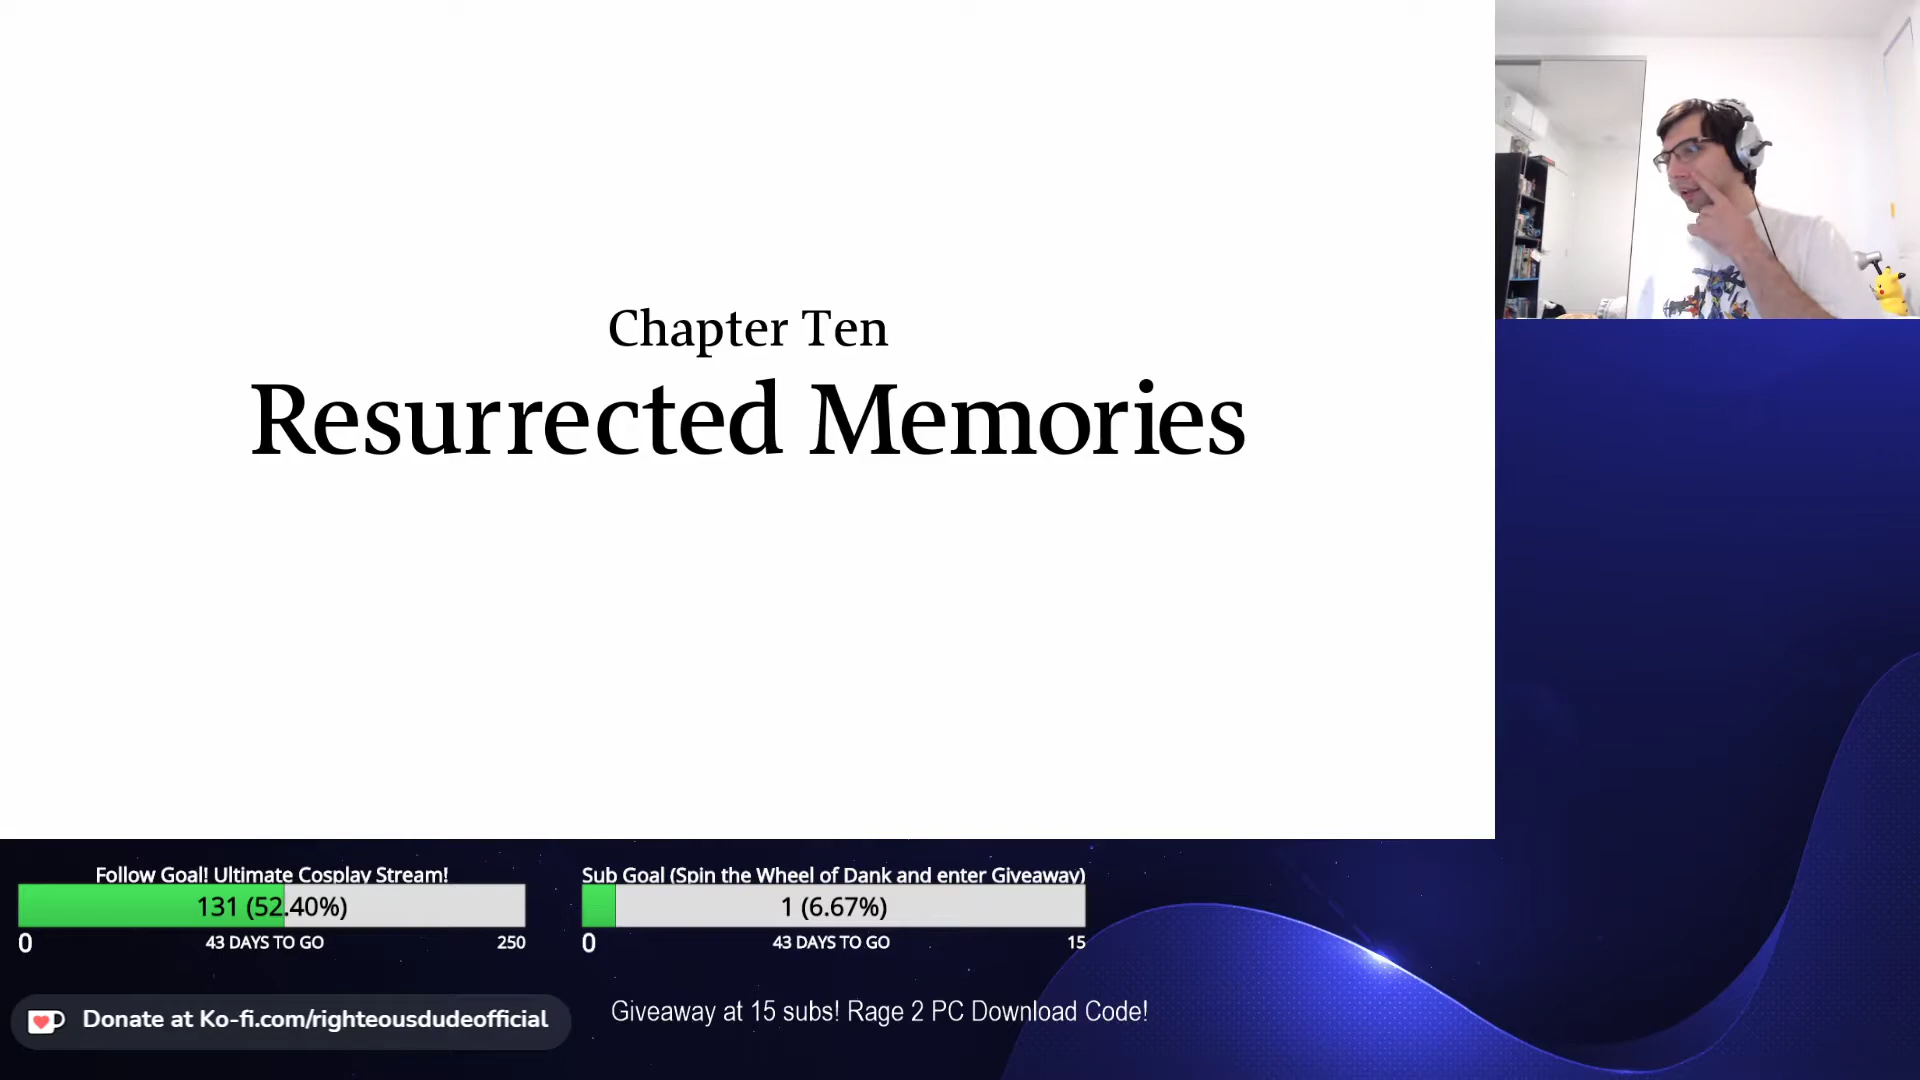 Chapter Ten
Resurrected Memories
Follow Goal! Ultimate Cosplay Stream!
131 (52.40%)
0
43 DAYS TO GO
250
Sub Goal (Spin the Wheel of Dank and enter Giveaway)
1 (6.67%)
0
43 DAYS TO GO
15
Donate at Ko-fi.com/righteousdudeofficial
Giveaway at 15 subs! Rage 2 PC Download Code!